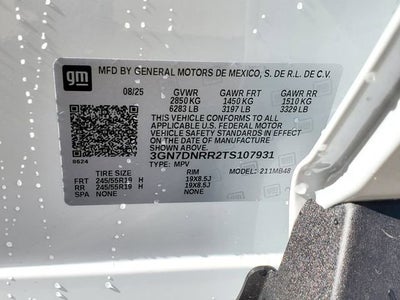 gm MFD BY GENERAL MOTORS DE MEXICO, S. DE R.L. DE C.V.
08/25 GVWR GAWR FRT GAWR RR
2850 KG 1450 KG 1510 KG
6283 LB 3197 LB 3329 LB
THIS VEHICLE CONFORMS TO ALL
APPLICABLE U.S. FEDERAL MOTOR
VEHICLE SAFETY STANDARDS IN
EFFECT ON THE DATE OF
MANUFACTURE SHOWN ABOVE.
3GN7DNRR2TS107931
8624 TYPE: MPV
TIRE SIZE RIM MODEL: 211MB48
FRT 245/55R19 H 19X8.5J
RR 245/55R19 H 19X8.5J
SPA NONE NONE